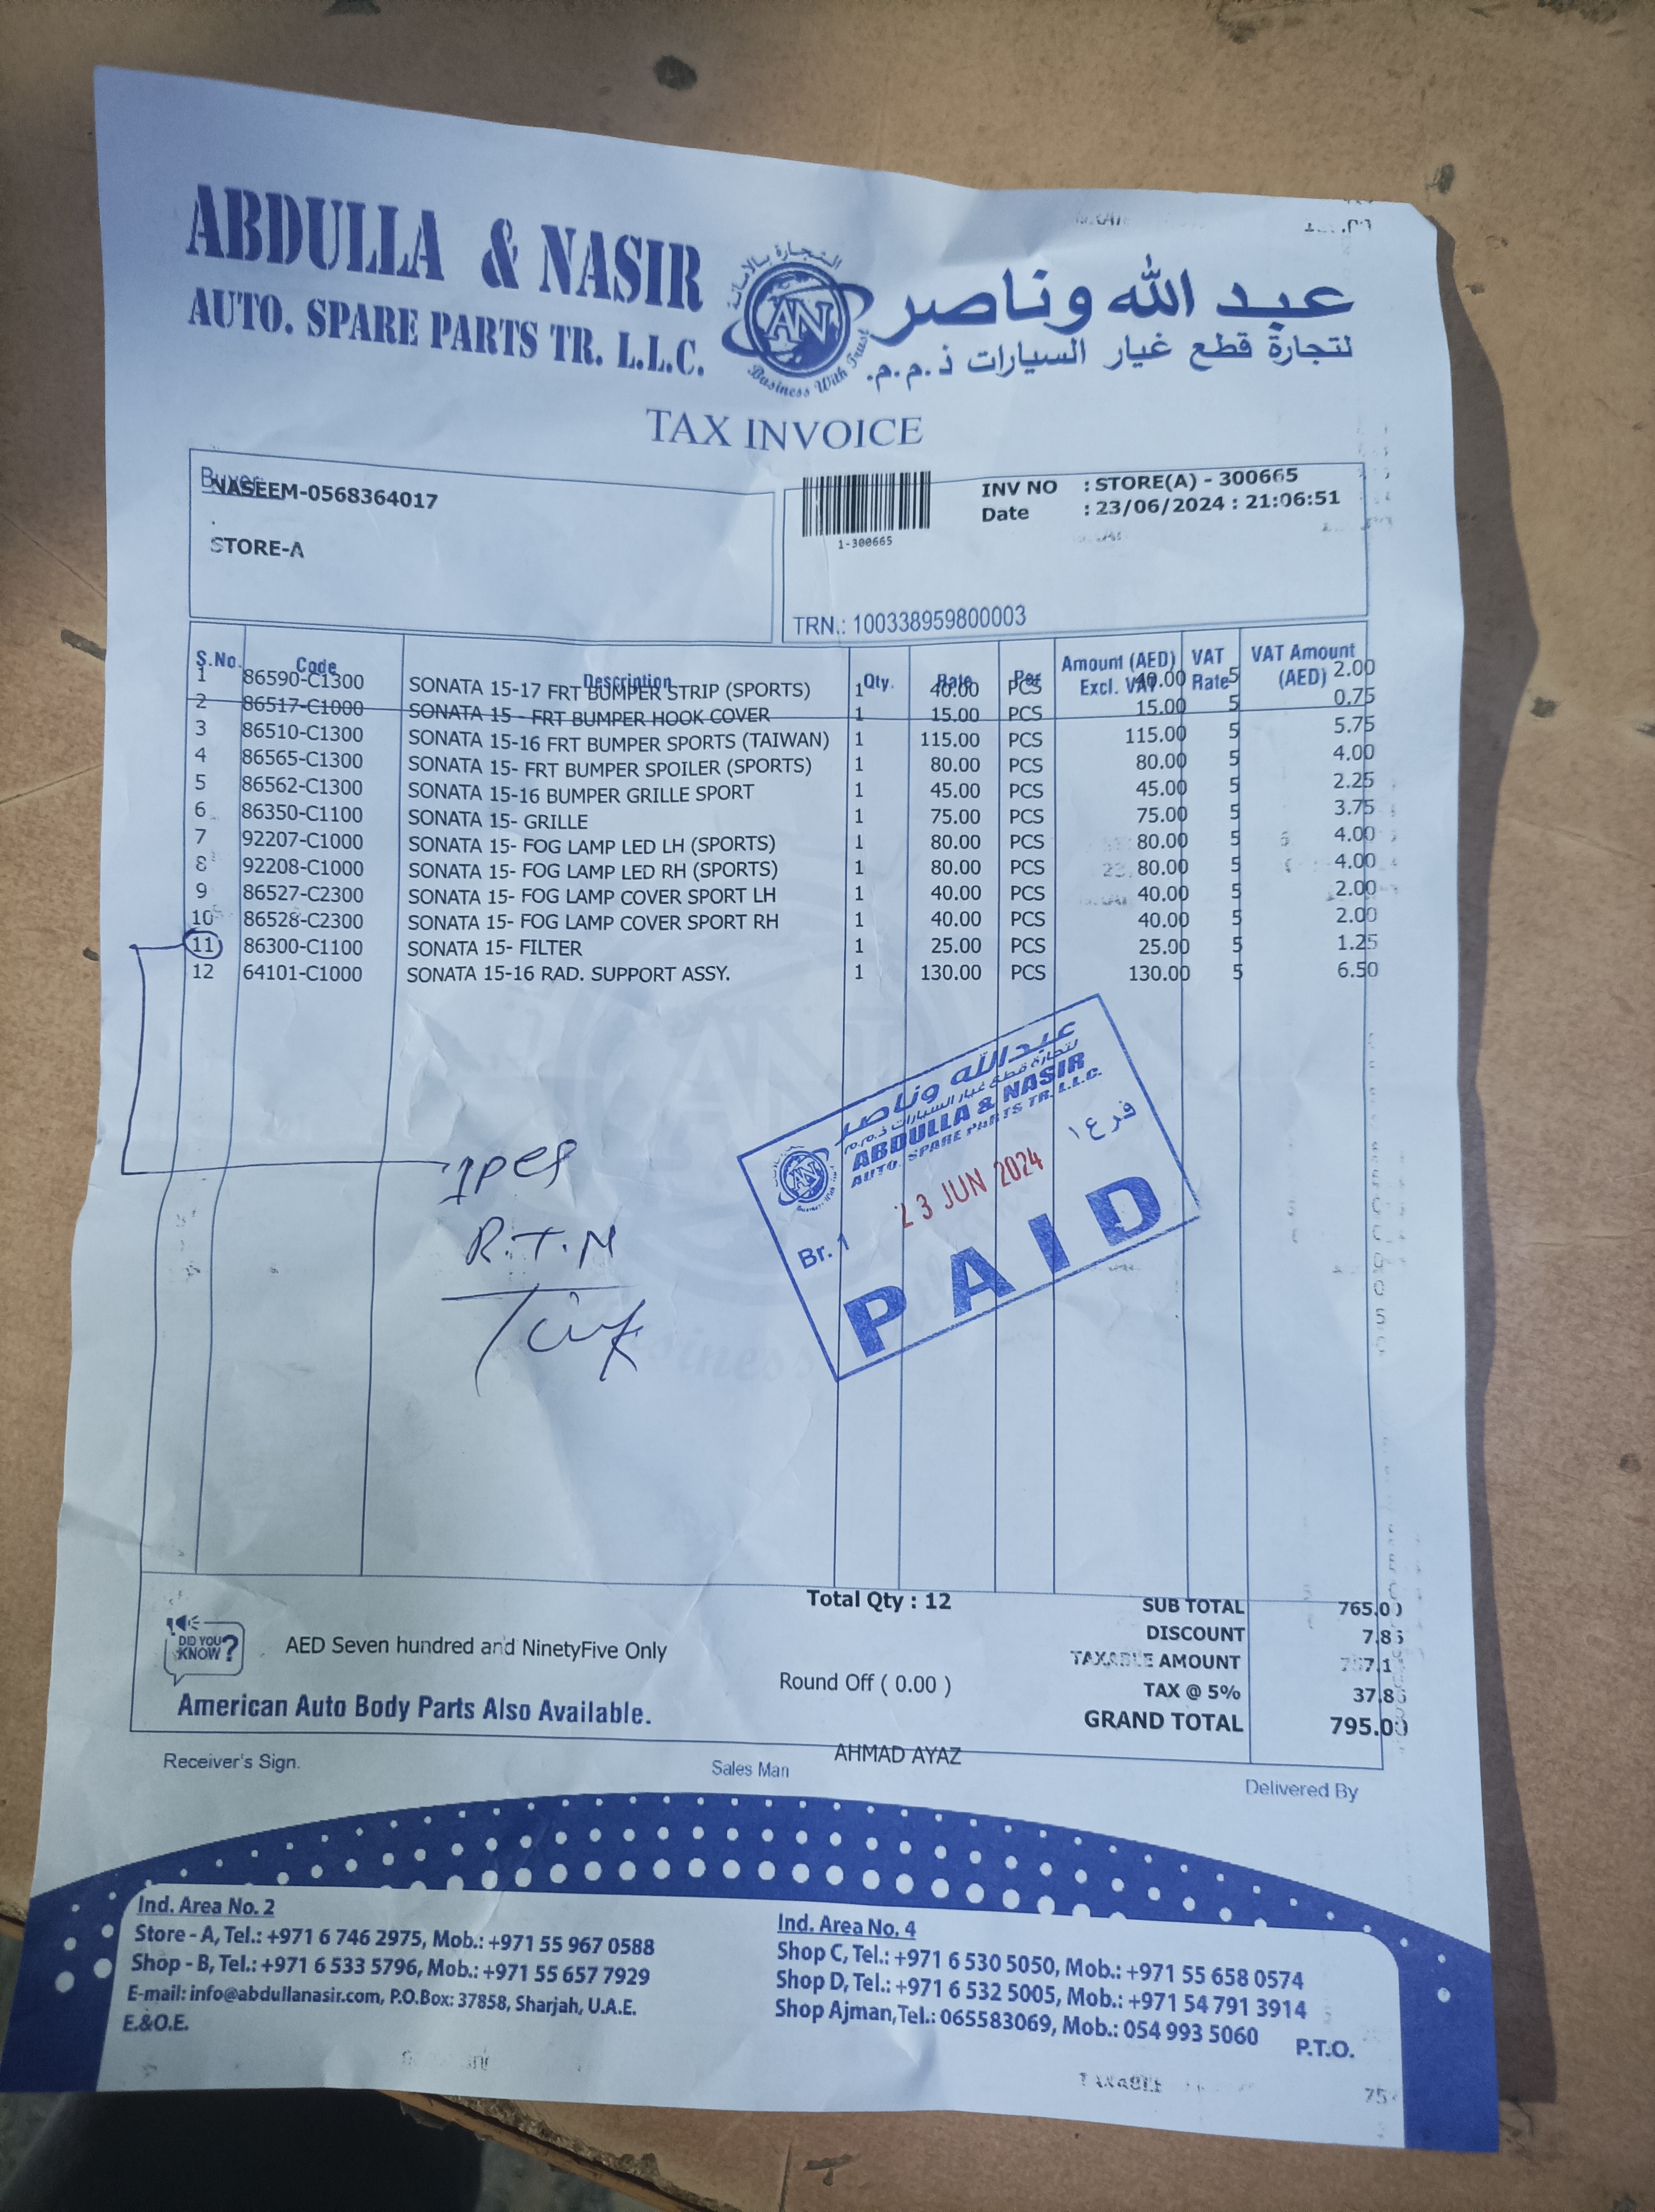 ABDULLA & NASIR
AUTO. SPARE PARTS TR. L.L.C.
التجارة بالأمانة
AN
Business With Trust
عبد الله وناصر
لتجارة قطع غيار السيارات ذ.م.م.
TAX INVOICE
Buyer
NASEEM-0568364017
.
STORE-A
1-300665
INV NO : STORE(A) - 300665
Date : 23/06/2024 : 21:06:51
TRN.: 100338959800003
S.No. Code Description Qty. Rate Per Amount (AED) Excl. VAT VAT Rate VAT Amount (AED)
1 86590-C1300 SONATA 15-17 FRT BUMPER STRIP (SPORTS) 1 40.00 PCS 40.00 5 2.00
2 86517-C1000 SONATA 15 - FRT BUMPER HOOK COVER 1 15.00 PCS 15.00 5 0.75
3 86510-C1300 SONATA 15-16 FRT BUMPER SPORTS (TAIWAN) 1 115.00 PCS 115.00 5 5.75
4 86565-C1300 SONATA 15- FRT BUMPER SPOILER (SPORTS) 1 80.00 PCS 80.00 5 4.00
5 86562-C1300 SONATA 15-16 BUMPER GRILLE SPORT 1 45.00 PCS 45.00 5 2.25
6 86350-C1100 SONATA 15- GRILLE 1 75.00 PCS 75.00 5 3.75
7 92207-C1000 SONATA 15- FOG LAMP LED LH (SPORTS) 1 80.00 PCS 80.00 5 4.00
8 92208-C1000 SONATA 15- FOG LAMP LED RH (SPORTS) 1 80.00 PCS 80.00 5 4.00
9 86527-C2300 SONATA 15- FOG LAMP COVER SPORT LH 1 40.00 PCS 40.00 5 2.00
10 86528-C2300 SONATA 15- FOG LAMP COVER SPORT RH 1 40.00 PCS 40.00 5 2.00
11 86300-C1100 SONATA 15- FILTER 1 25.00 PCS 25.00 5 1.25
12 64101-C1000 SONATA 15-16 RAD. SUPPORT ASSY. 1 130.00 PCS 130.00 5 6.50
R.T.N
عبدالله وناصر
لتجارة قطع غيار السيارات ذ.م.م.
ABDULLA & NASIR
AUTO. SPARE PARTS TR. L.L.C.
23 JUN 2024
فرع ١
Br. 1
PAID
Total Qty : 12
SUB TOTAL 765.00
DISCOUNT 7.86
TAXABLE AMOUNT
TAX @ 5% 37.86
GRAND TOTAL 795.00
DID YOU KNOW?
AED Seven hundred and NinetyFive Only
Round Off ( 0.00 )
American Auto Body Parts Also Available.
Receiver's Sign.
Sales Man
AHMAD AYAZ
Delivered By
Ind. Area No. 2
Store - A, Tel.: +971 6 746 2975, Mob.: +971 55 967 0588
Shop - B, Tel.: +971 6 533 5796, Mob.: +971 55 657 7929
E-mail: info@abdullanasir.com, P.O.Box: 37858, Sharjah, U.A.E.
E.&O.E.
Ind. Area No. 4
Shop C, Tel.: +971 6 530 5050, Mob.: +971 55 658 0574
Shop D, Tel.: +971 6 532 5005, Mob.: +971 54 791 3914
Shop Ajman, Tel.: 065583069, Mob.: 054 993 5060
P.T.O.